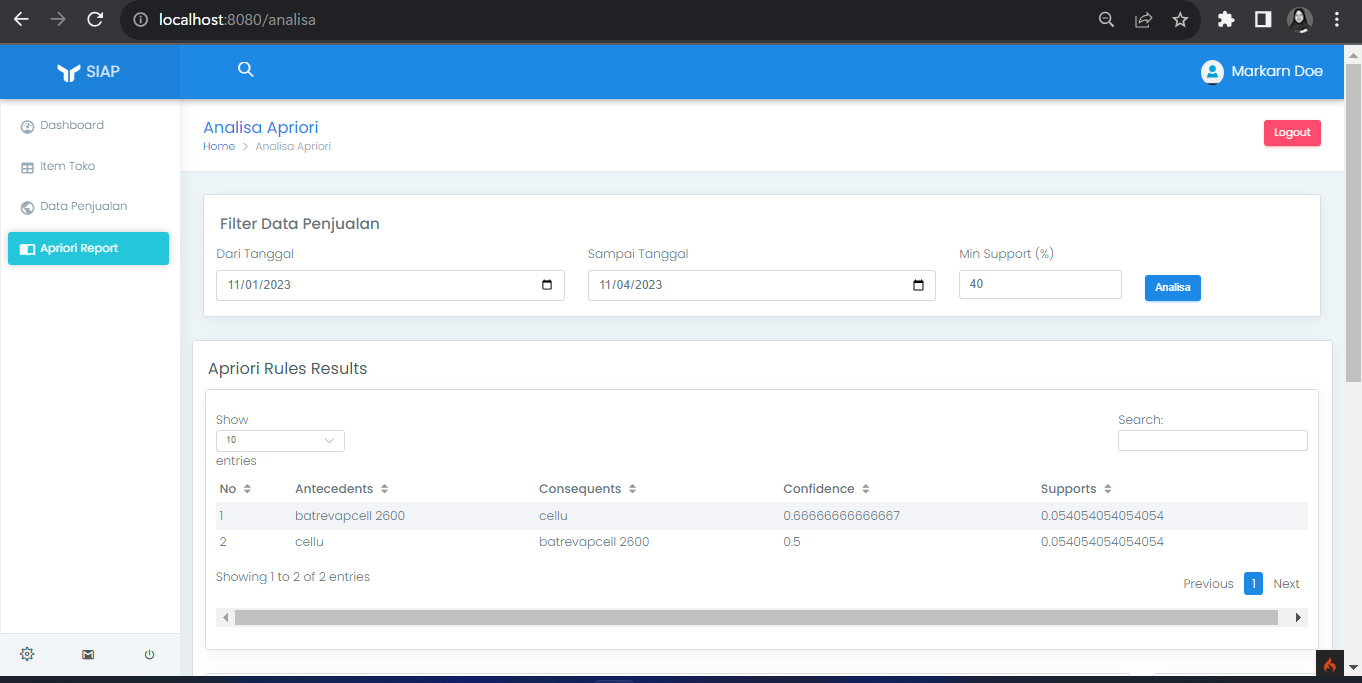 localhost:8080/analisa
SIAP
Markarn Doe
Dashboard
Item Toko
Data Penjualan
Apriori Report
Analisa Apriori
Home > Analisa Apriori
Logout
Filter Data Penjualan
Dari Tanggal Sampai Tanggal Min Support (%)
11/01/2023 11/04/2023 40 Analisa
Apriori Rules Results
Show Search:
10
entries
No Antecedents Consequents Confidence Supports
1 batrevapcell 2600 cellu 0.66666666666667 0.054054054054054
2 cellu batrevapcell 2600 0.5 0.054054054054054
Showing 1 to 2 of 2 entries
Previous 1 Next